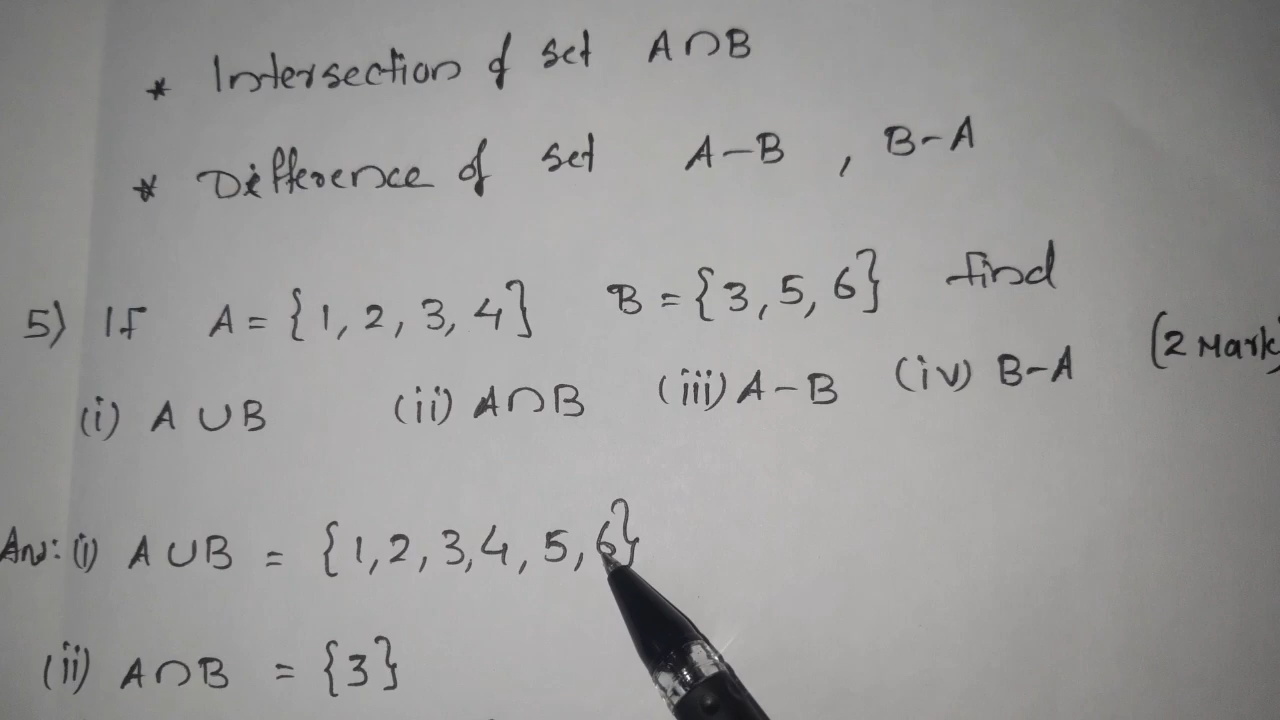 * Intersection of set A∩B
* Difference of set A-B , B-A
5) If A = {1, 2, 3, 4} B = {3, 5, 6} find
(i) A ∪ B (ii) A∩B (iii) A-B (iv) B-A (2 Mark)
Ans: (i) A ∪ B = {1, 2, 3, 4, 5, 6}
(ii) A∩B = {3}